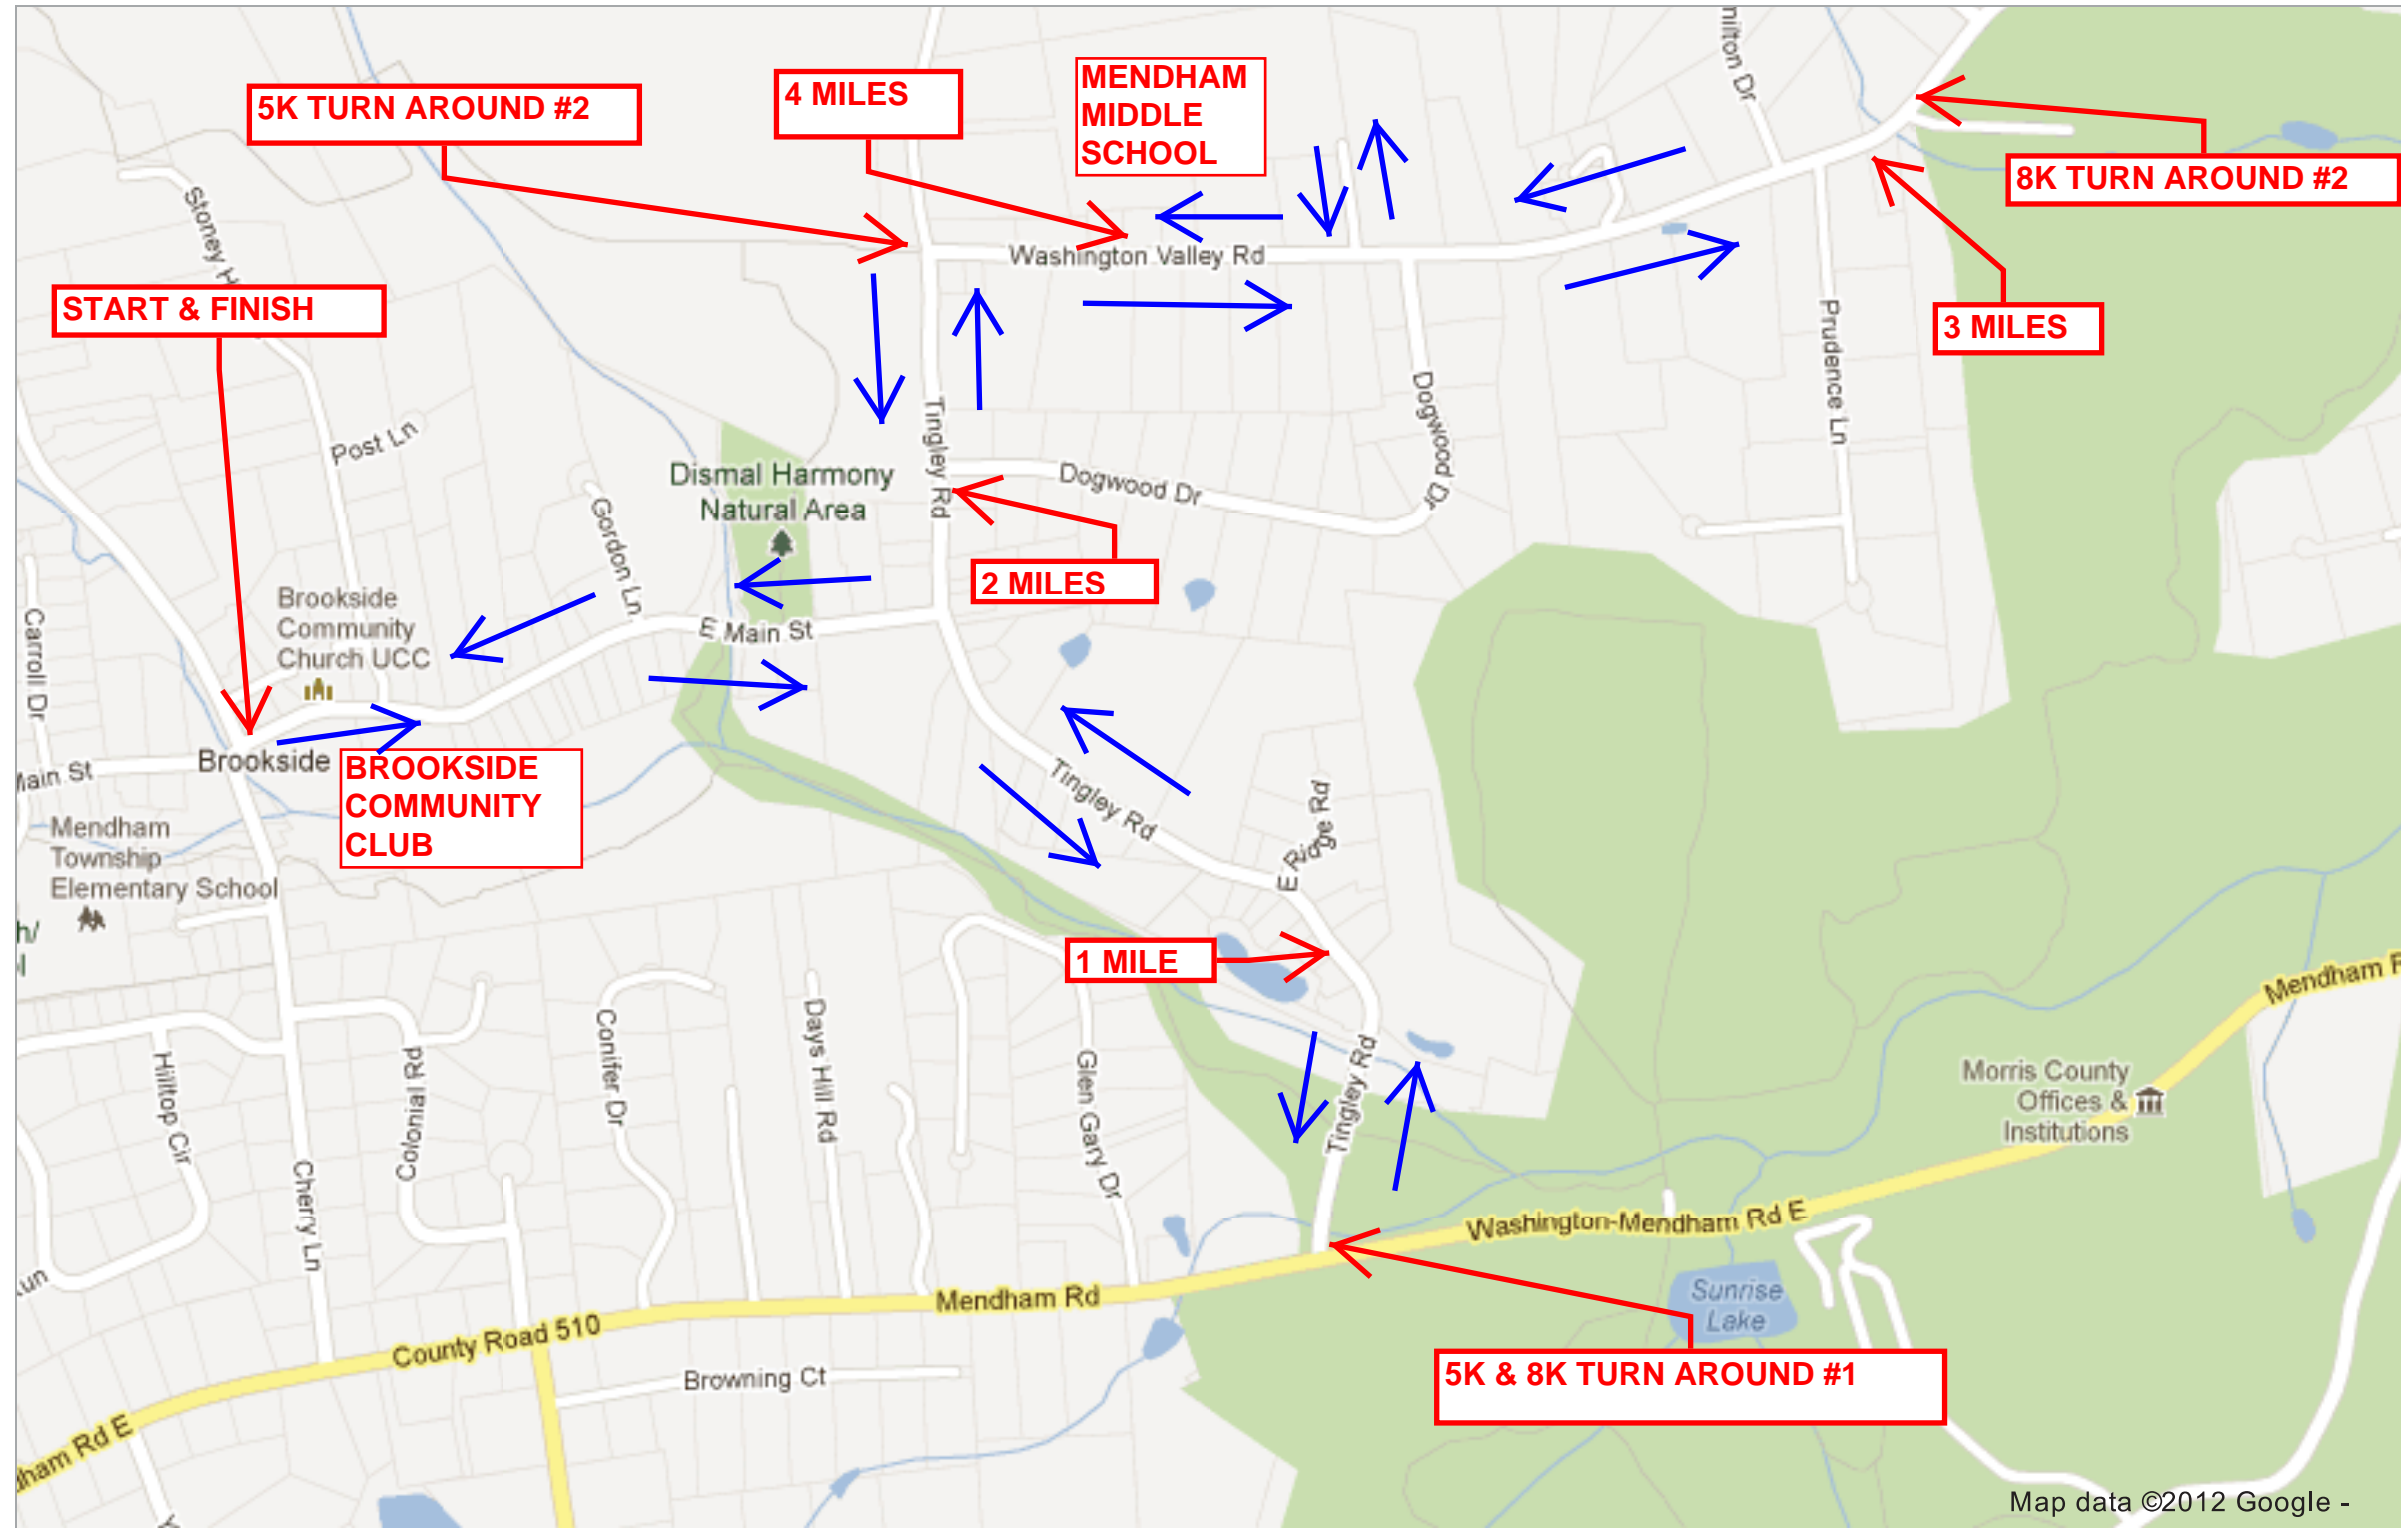 5K TURN AROUND #2
4 MILES
MENDHAM
MIDDLE
SCHOOL
milton Dr
8K TURN AROUND #2
Stoney H
Washington Valley Rd
START & FINISH
3 MILES
Prudence Ln
Tingley Rd
Dogwood Dr
Post Ln
Dismal Harmony
Natural Area
Dogwood Dr
Gordon Ln
2 MILES
Brookside
Community
Church UCC
Carroll Dr
E Main St
Brookside
Main St
BROOKSIDE
COMMUNITY
CLUB
Tingley Rd
E Ridge Rd
Mendham
Township
Elementary School
h/
l
1 MILE
Mendham R
Hilltop Cir
Colonial Rd
Conifer Dr
Days Hill Rd
Glen Gary Dr
Tingley Rd
Morris County
Offices &
Institutions
Cherry Ln
Washington-Mendham Rd E
Run
Mendham Rd
Sunrise
Lake
County Road 510
Browning Ct
5K & 8K TURN AROUND #1
dham Rd E
Y
Map data ©2012 Google -